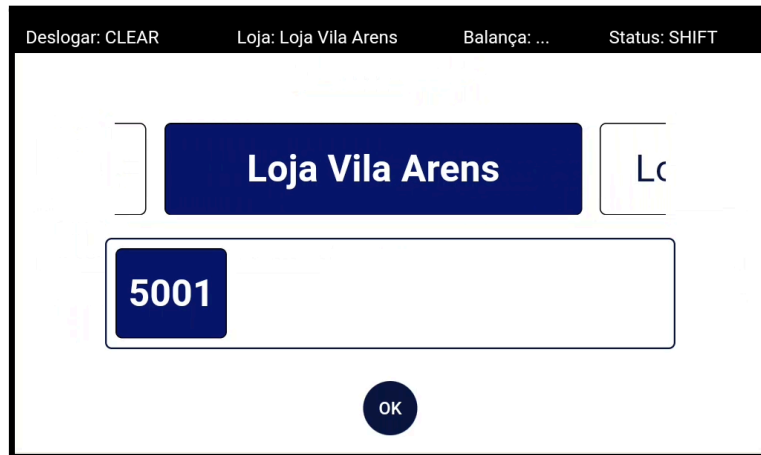 Deslogar: CLEAR Loja: Loja Vila Arens Balança: ... Status: SHIFT
Loja Vila Arens
5001
OK